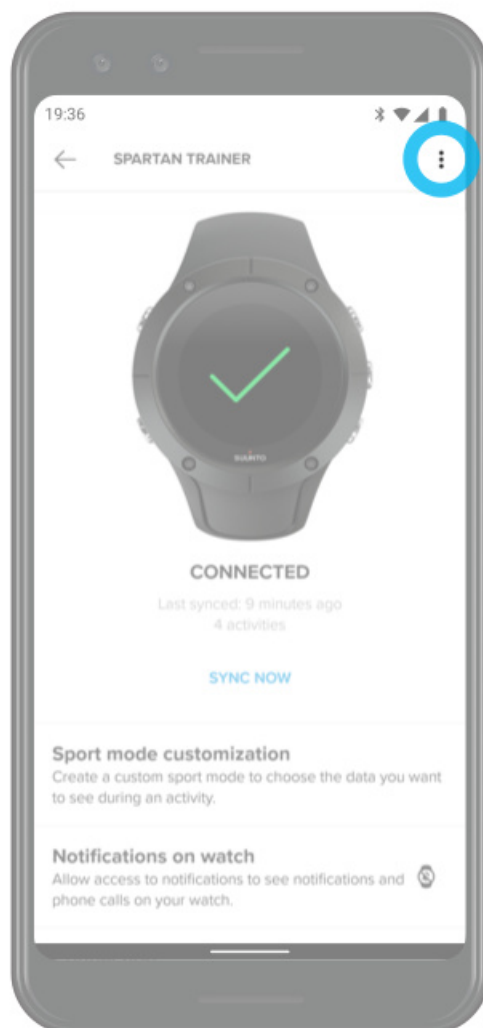 19:36
SPARTAN TRAINER
SUUNTO
CONNECTED
Last synced: 9 minutes ago
4 activities
SYNC NOW
Sport mode customization
Create a custom sport mode to choose the data you want
to see during an activity.
Notifications on watch
Allow access to notifications to see notifications and
phone calls on your watch.